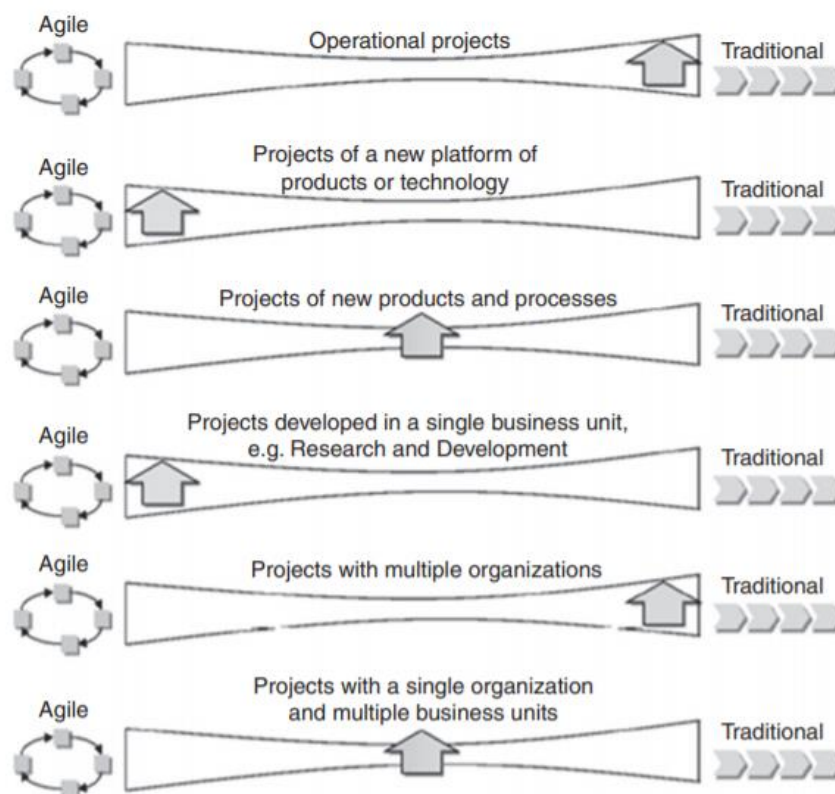 Agile
Operational projects
Traditional
Agile
Projects of a new platform of
products or technology
Traditional
Agile
Projects of new products and processes
Traditional
Agile
Projects developed in a single business unit,
e.g. Research and Development
Traditional
Agile
Projects with multiple organizations
Traditional
Agile
Projects with a single organization
and multiple business units
Traditional